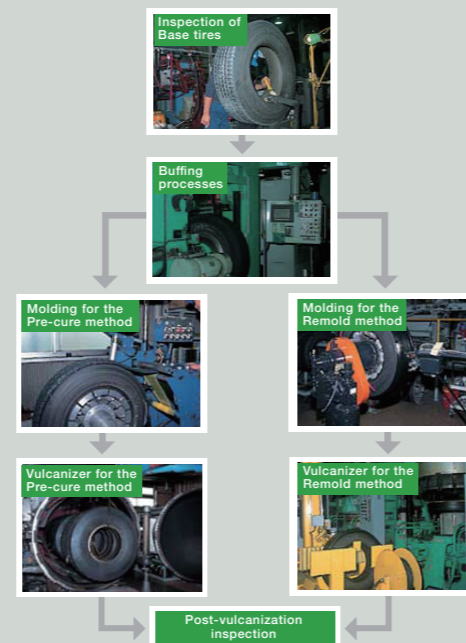 Inspection of
Base tires
Buffing
processes
Molding for the
Pre-cure method
Molding for the
Remold method
Vulcanizer for the
Pre-cure method
Vulcanizer for the
Remold method
Post-vulcanization
inspection